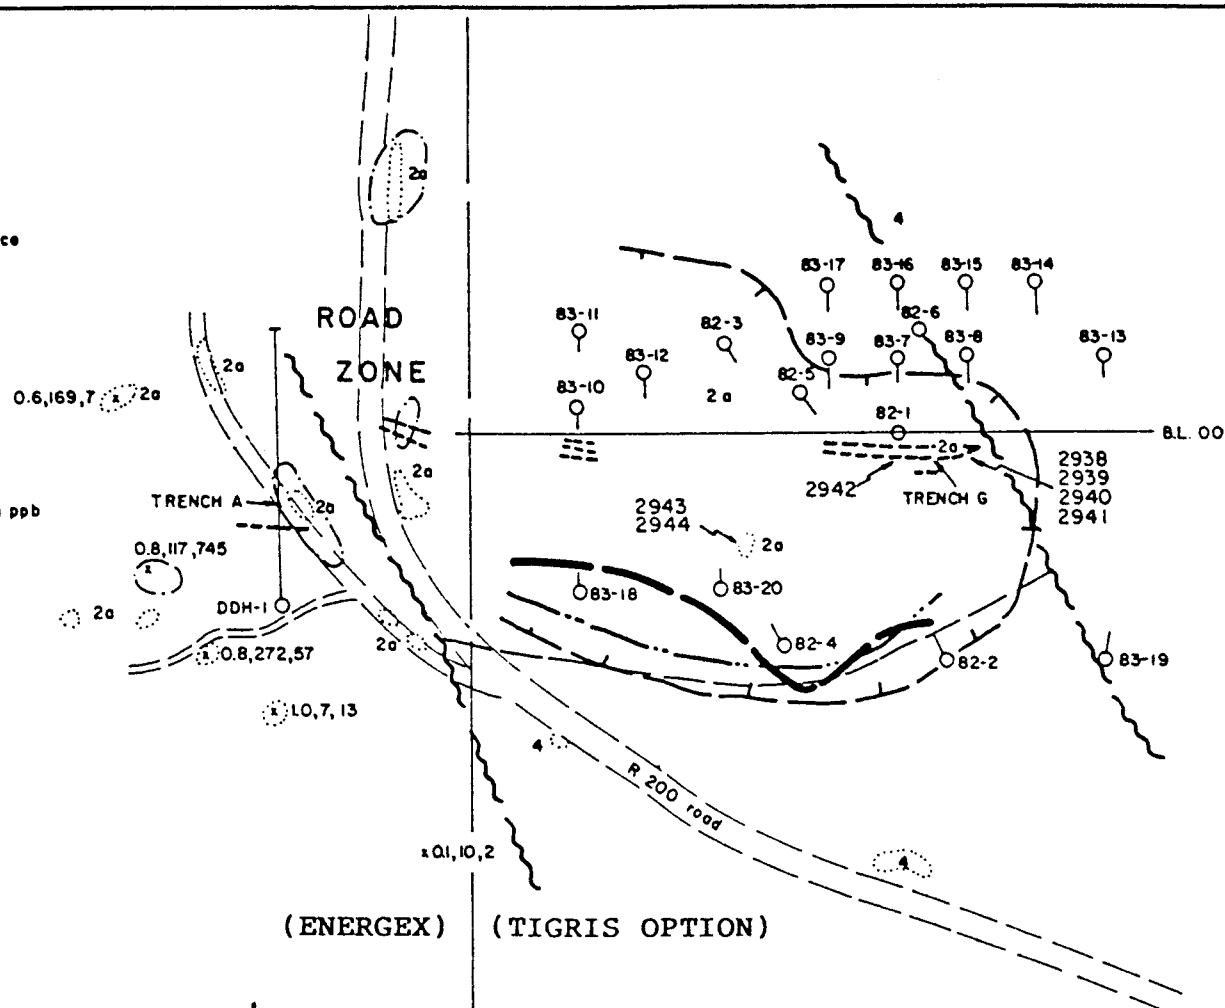 2a
4
ce
83-17
83-16
83-15
83-14
ROAD
83-11
82-3
82-6
83-9
83-7
83-8
83-13
2a
ZONE
83-12
82-5
0.6,169,7
x
2a
83-10
2a
82-1
B.L. 00
2a
2938
2939
2940
2941
2a
2942
TRENCH G
TRENCH A
2a
ppb
2943
2944
2a
0.8,117,745
x
83-18
83-20
DDH-1
2a
2a
82-4
82-2
83-19
x
0.8,272,57
x
1.0,7,13
4
R 200 road
x 0.1,10,2
4
(ENERGEX)
(TIGRIS OPTION)